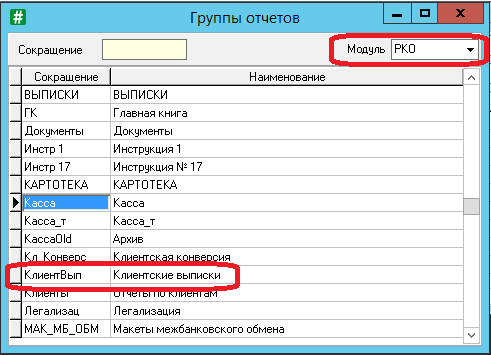 Группы отчетов
Сокращение Модуль РКО
Сокращение Наименование
ВЫПИСКИ ВЫПИСКИ
ГК Главная книга
Документы Документы
Инстр 1 Инструкция 1
Инстр 17 Инструкция № 17
КАРТОТЕКА КАРТОТЕКА
Касса Касса
Касса_т Касса_т
КассаOld Архив
Кл_Конверс Клиентская конверсия
КлиентВып Клиентские выписки
Клиенты Отчеты по клиентам
Легализац Легализация
МАК_МБ_ОБМ Макеты межбанковского обмена